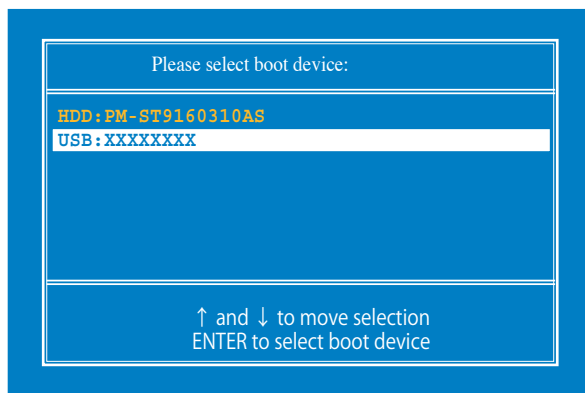 Please select boot device:
HDD:PM-ST9160310AS
USB:XXXXXXXX
↑ and ↓ to move selection
ENTER to select boot device